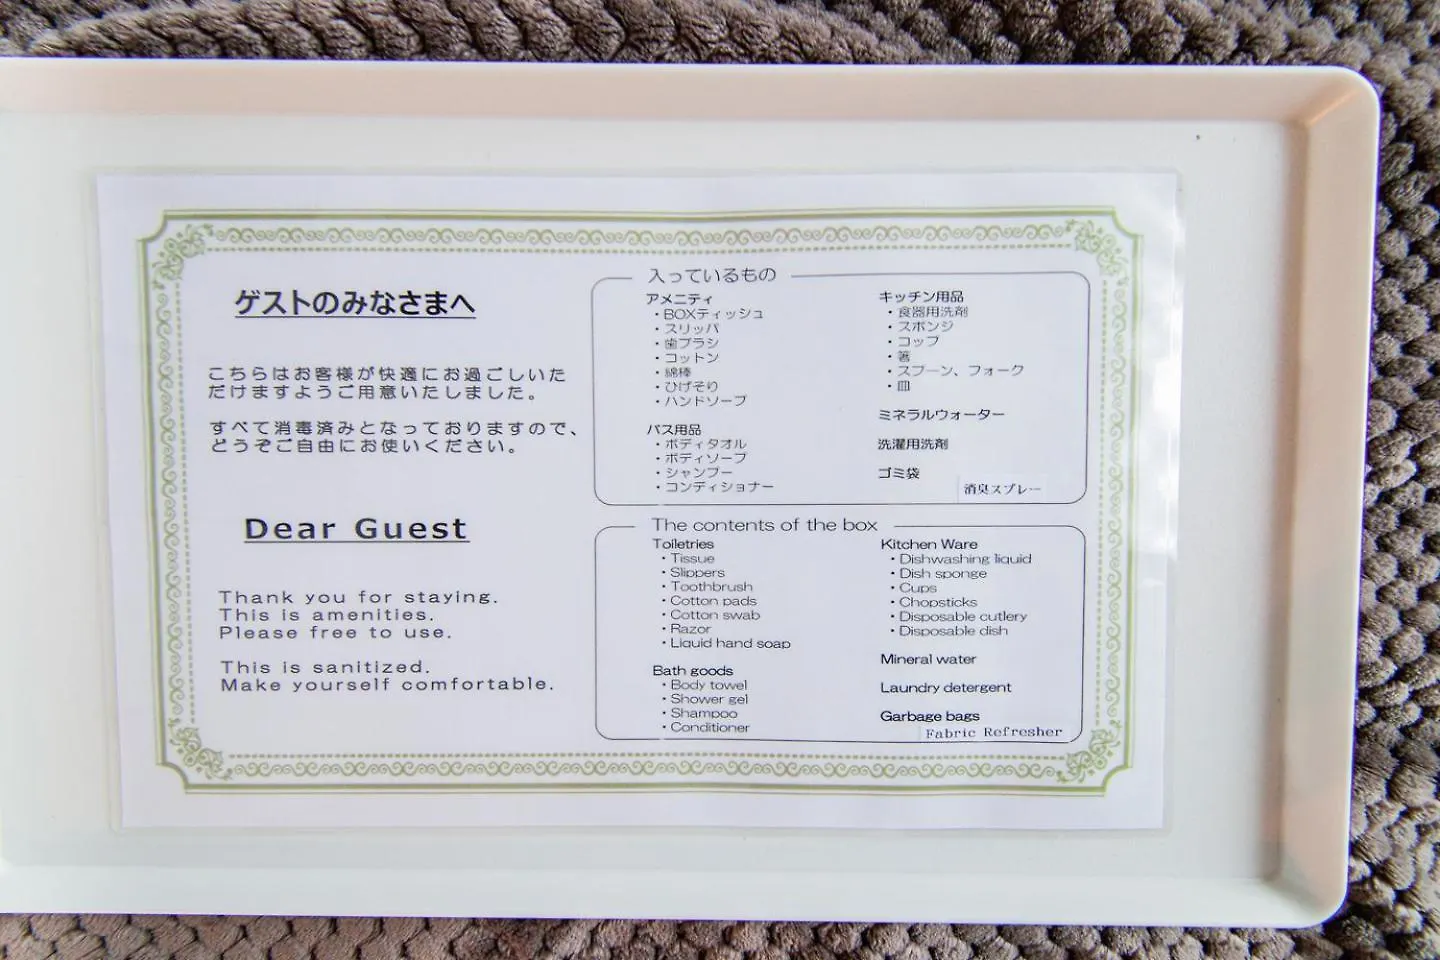 ゲストのみなさまへ
こちらはお客様が快適にお過ごしいた
だけますようご用意いたしました。
すべて消毒済みとなっておりますので、
どうぞご自由にお使いください。
Dear Guest
Thank you for staying.
This is amenities.
Please free to use.
This is sanitized.
Make yourself comfortable.
入っているもの
アメニティ
・BOXティッシュ
・スリッパ
・歯ブラシ
・コットン
・綿棒
・ひげそり
・ハンドソープ
バス用品
・ボディタオル
・ボディソープ
・シャンプー
・コンディショナー
キッチン用品
・食器用洗剤
・スポンジ
・コップ
・箸
・スプーン、フォーク
・皿
ミネラルウォーター
洗濯用洗剤
ゴミ袋
消臭スプレー
The contents of the box
Toiletries
・Tissue
・Slippers
・Toothbrush
・Cotton pads
・Cotton swab
・Razor
・Liquid hand soap
Bath goods
・Body towel
・Shower gel
・Shampoo
・Conditioner
Kitchen Ware
・Dishwashing liquid
・Dish sponge
・Cups
・Chopsticks
・Disposable cutlery
・Disposable dish
Mineral water
Laundry detergent
Garbage bags
Fabric Refresher